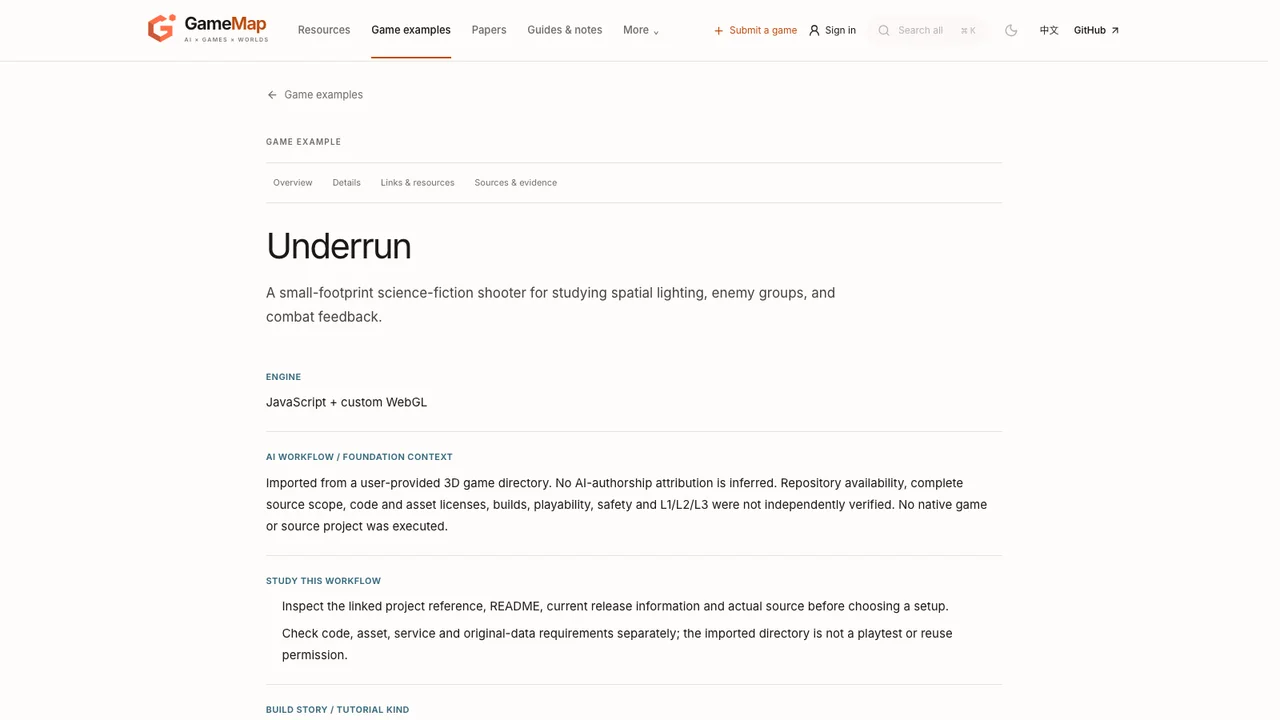 GameMap
AI × GAMES × WORLDS
Resources
Game examples
Papers
Guides & notes
More
+ Submit a game
Sign in
Search all
⌘ K
中文
GitHub ↗
← Game examples
GAME EXAMPLE
Overview
Details
Links & resources
Sources & evidence
Underrun
A small-footprint science-fiction shooter for studying spatial lighting, enemy groups, and
combat feedback.
ENGINE
JavaScript + custom WebGL
AI WORKFLOW / FOUNDATION CONTEXT
Imported from a user-provided 3D game directory. No AI-authorship attribution is inferred. Repository availability, complete
source scope, code and asset licenses, builds, playability, safety and L1/L2/L3 were not independently verified. No native game
or source project was executed.
STUDY THIS WORKFLOW
Inspect the linked project reference, README, current release information and actual source before choosing a setup.
Check code, asset, service and original-data requirements separately; the imported directory is not a playtest or reuse
permission.
BUILD STORY / TUTORIAL KIND